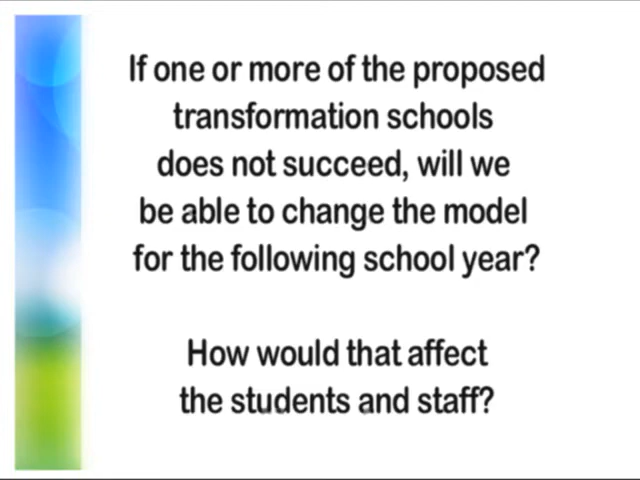 If one or more of the proposed
transformation schools
does not succeed, will we
be able to change the model
for the following school year?
How would that affect
the students and staff?